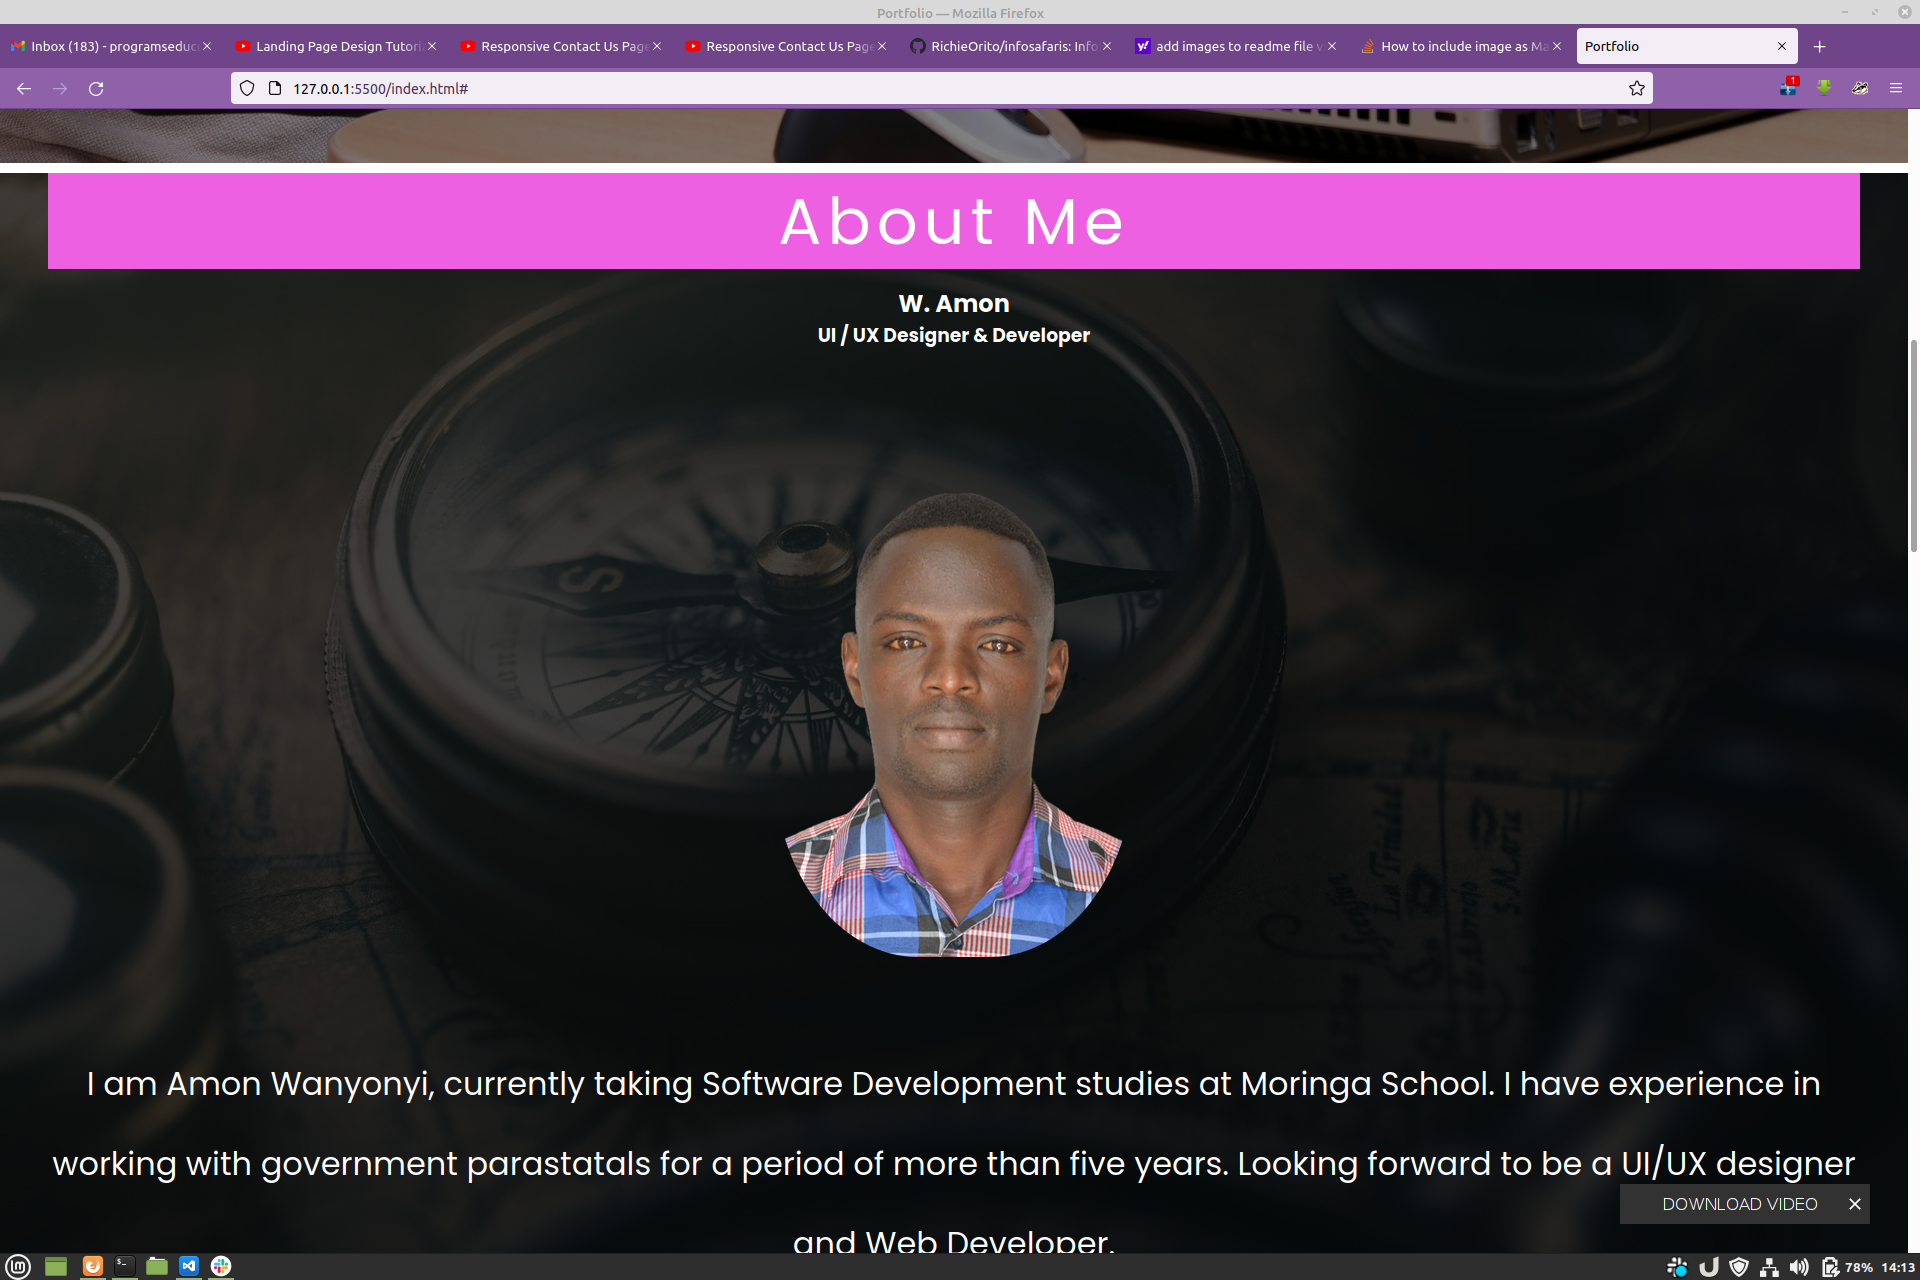 Portfolio — Mozilla Firefox
Inbox (183) - programseduc
Landing Page Design Tutori
Responsive Contact Us Page
Responsive Contact Us Page
RichieOrito/infosafaris: Info
add images to readme file v
How to include image as Ma
Portfolio
127.0.0.1:5500/index.html#
1
About Me
W. Amon
UI / UX Designer & Developer
S
I am Amon Wanyonyi, currently taking Software Development studies at Moringa School. I have experience in
working with government parastatals for a period of more than five years. Looking forward to be a UI/UX designer
and Web Developer.
DOWNLOAD VIDEO
78% 14:13